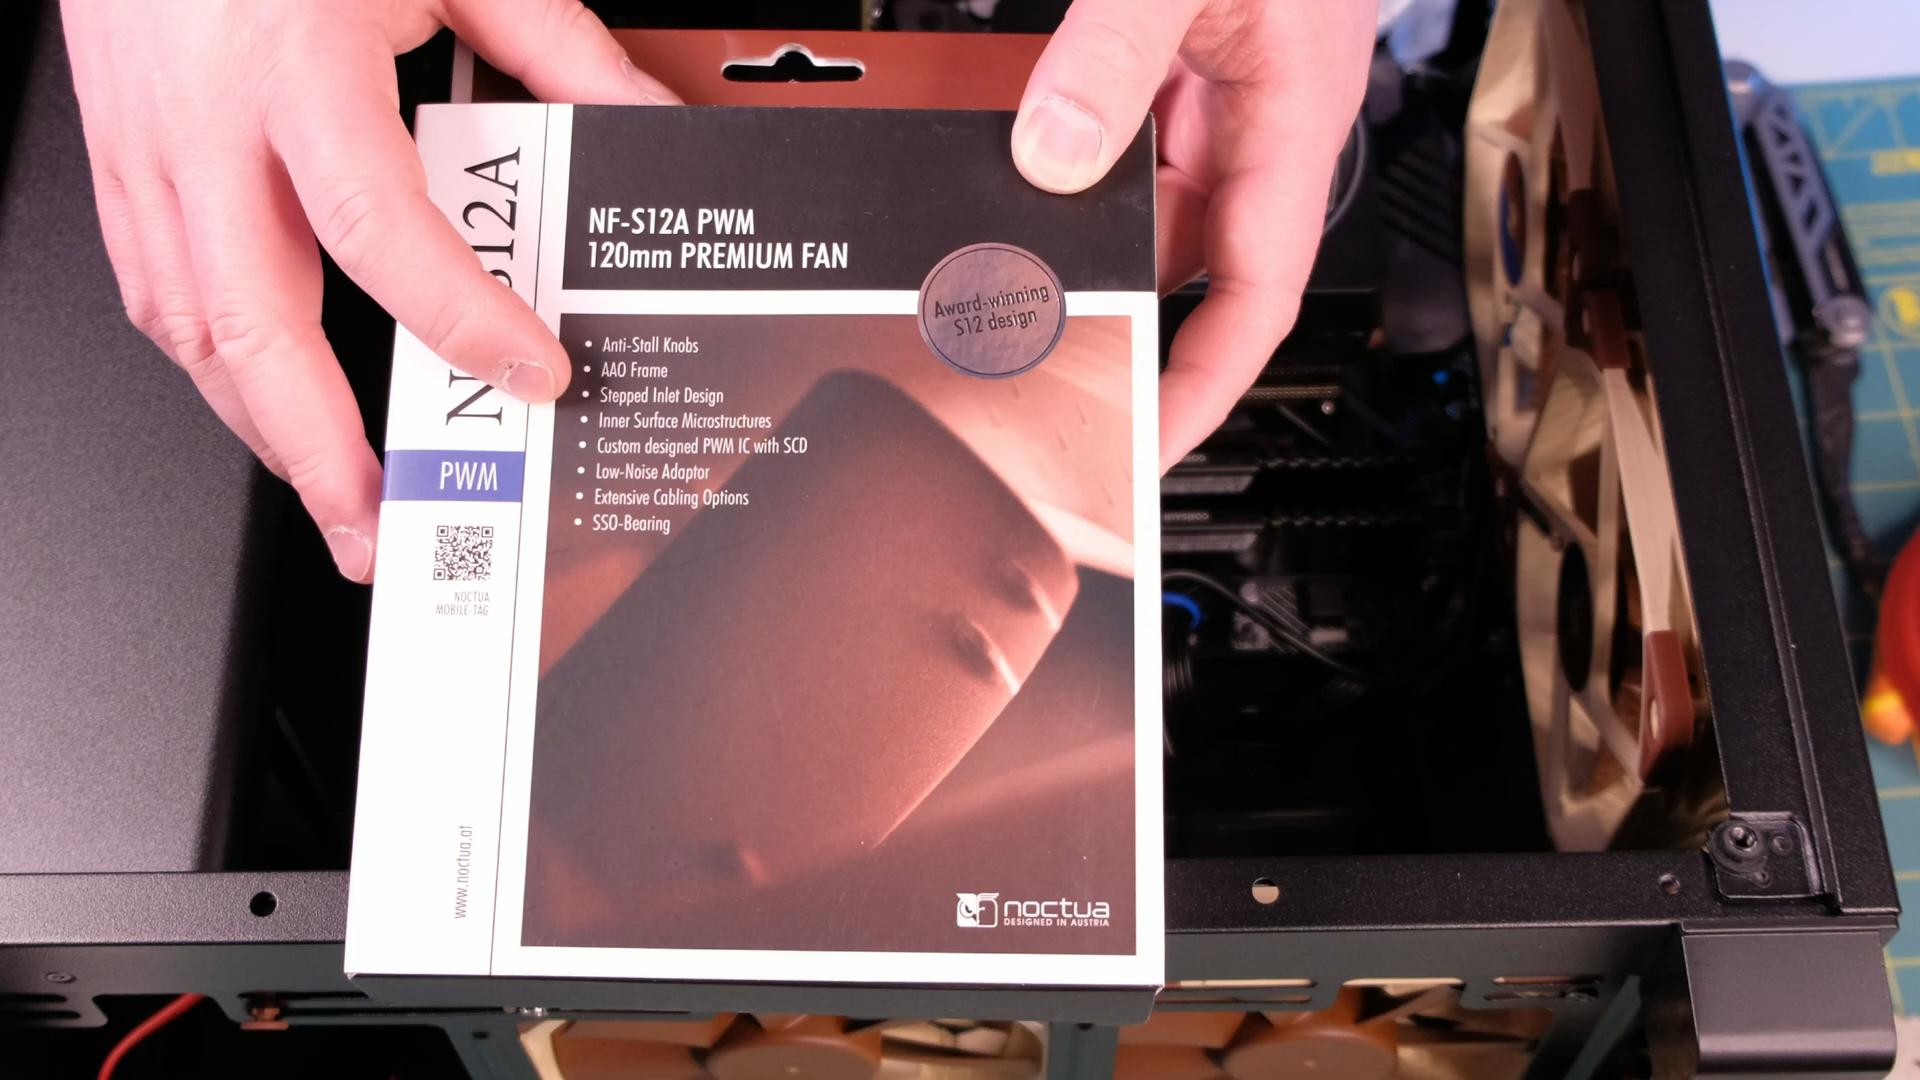 NF-S12A PWM
120mm PREMIUM FAN
Award-winning
S12 design
• Anti-Stall Knobs
• AAO Frame
• Stepped Inlet Design
• Inner Surface Microstructures
• Custom designed PWM IC with SCD
• Low-Noise Adaptor
• Extensive Cabling Options
• SSO-Bearing
PWM
NOCTUA
MOBILE-TAG
www.noctua.at
noctua
DESIGNED IN AUSTRIA
CORSAIR